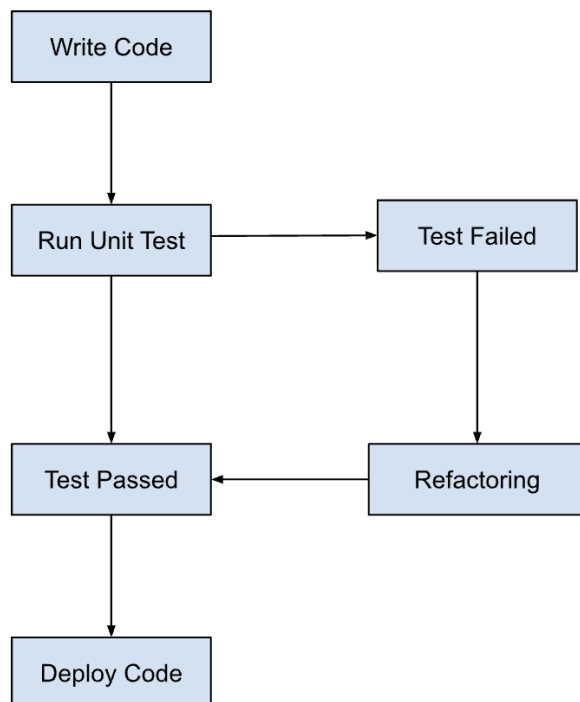 Write Code
Run Unit Test
Test Failed
Test Passed
Refactoring
Deploy Code